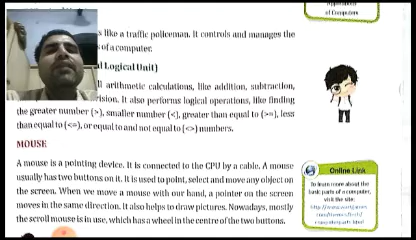 Applications
of Computers
s like a traffic policeman. It controls and manages the
s of a computer.
l Logical Unit)
ll arithmetic calculations, like addition, subtraction,
ision. It also performs logical operations, like finding
the greater number (>), smaller number (<), greater than equal to (>=), less
than equal to (<=), or equal to and not equal to (<>) numbers.
MOUSE
A mouse is a pointing device. It is connected to the CPU by a cable. A mouse
usually has two buttons on it. It is used to point, select and move any object on
the screen. When we move a mouse with our hand, a pointer on the screen
moves in the same direction. It also helps to draw pictures. Nowadays, mostly
the scroll mouse is in use, which has a wheel in the centre of the two buttons.
Online Link
To learn more about the
basic parts of a computer,
visit the site: